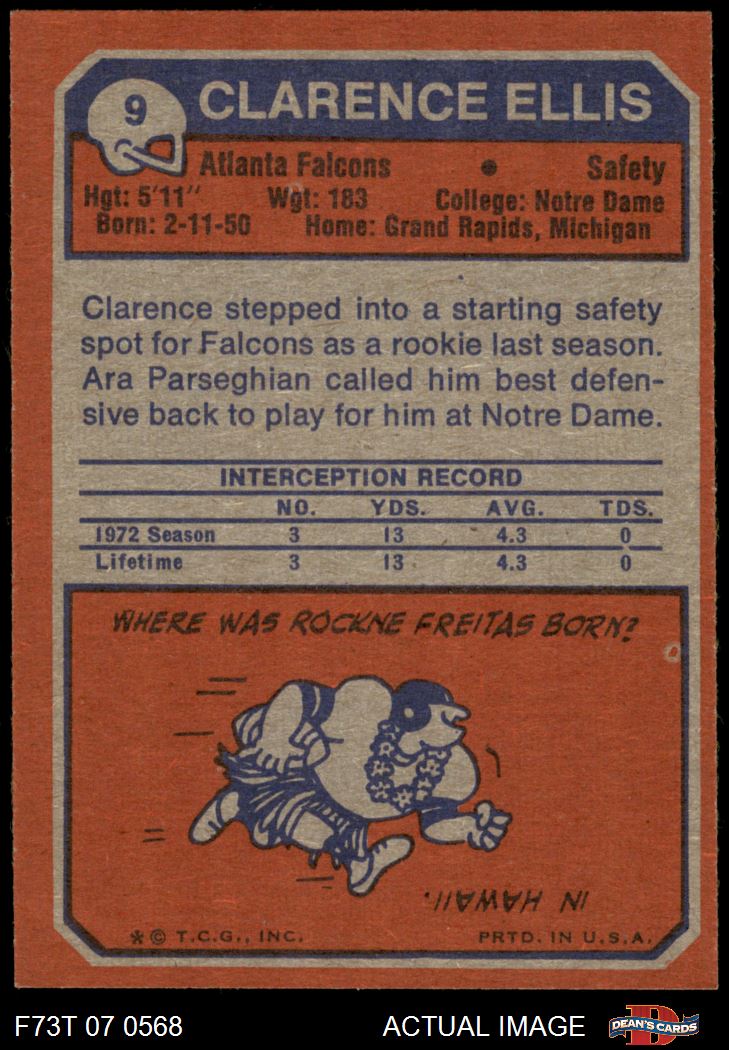 9
CLARENCE ELLIS
Atlanta Falcons • Safety
Hgt: 5'11" Wgt: 183 College: Notre Dame
Born: 2-11-50 Home: Grand Rapids, Michigan
Clarence stepped into a starting safety
spot for Falcons as a rookie last season.
Ara Parseghian called him best defen-
sive back to play for him at Notre Dame.
INTERCEPTION RECORD
NO. YDS. AVG. TDS.
1972 Season 3 13 4.3 0
Lifetime 3 13 4.3 0
WHERE WAS ROCKNE FREITAS BORN?
IN HAWAII.
* © T.C.G., INC. PRTD. IN U.S.A.
F73T 07 0568 ACTUAL IMAGE D DEAN'S CARDS